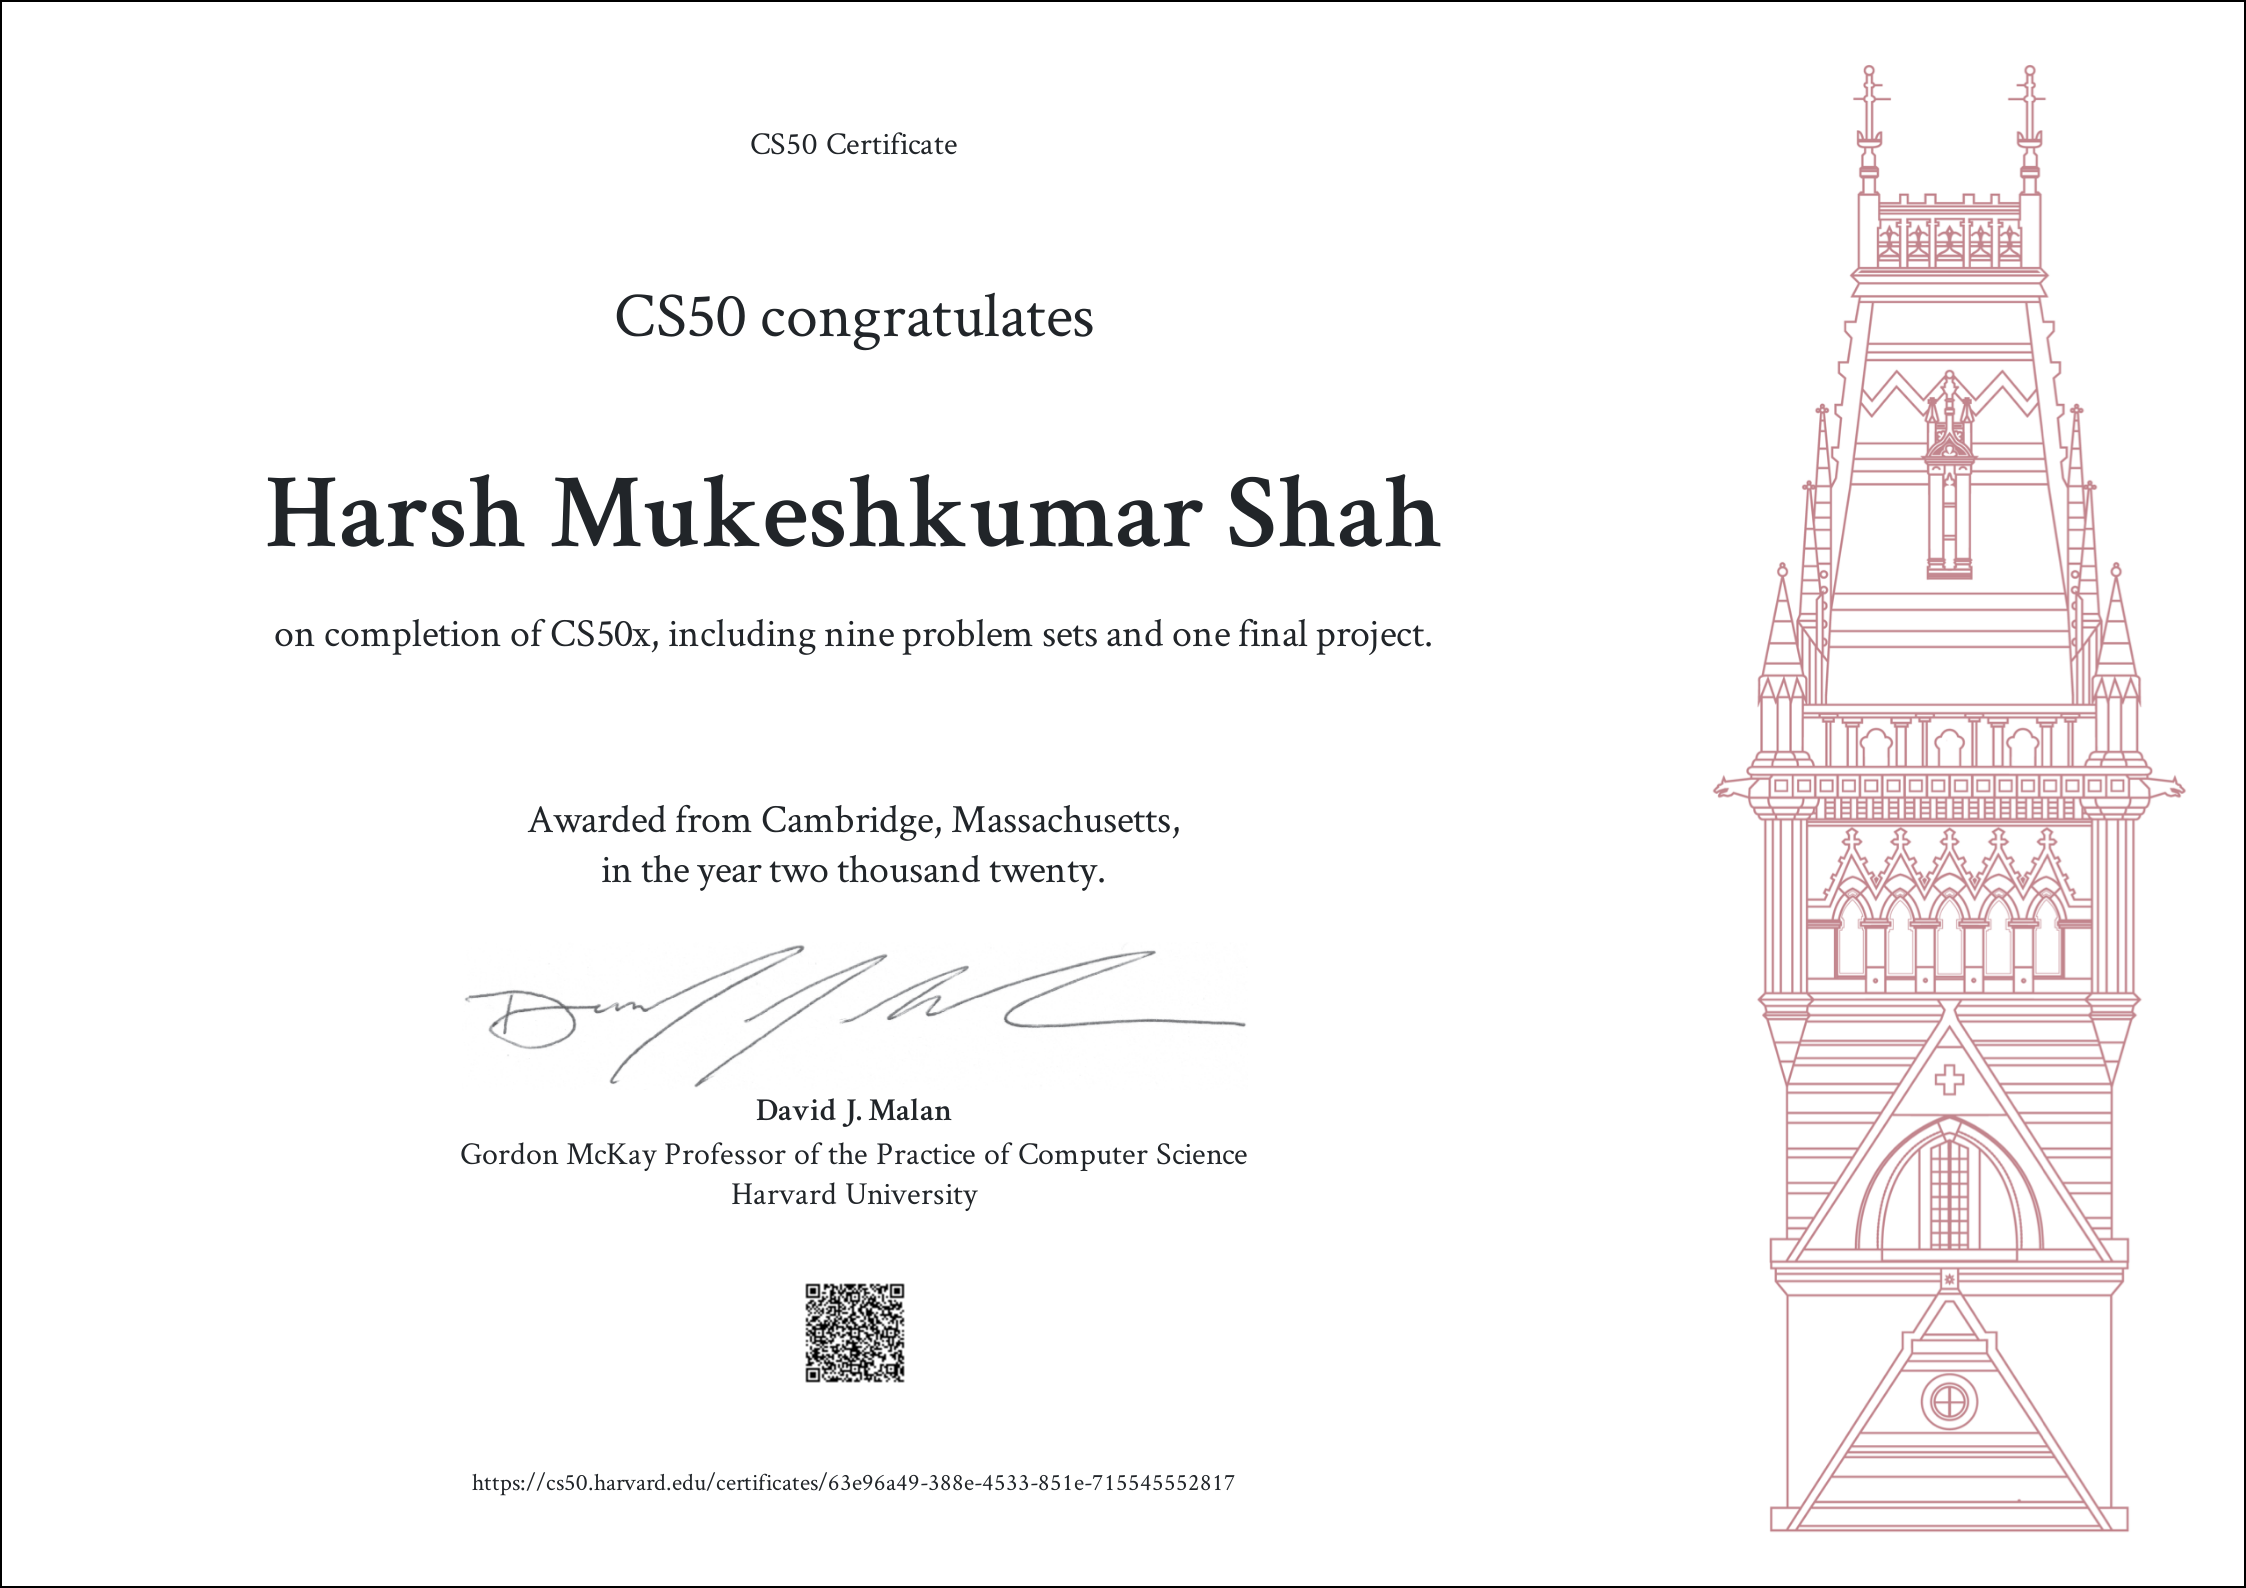 CS50 Certificate
CS50 congratulates
Harsh Mukeshkumar Shah
on completion of CS50x, including nine problem sets and one final project.
Awarded from Cambridge, Massachusetts,
in the year two thousand twenty.
David J. Malan
Gordon McKay Professor of the Practice of Computer Science
Harvard University
https://cs50.harvard.edu/certificates/63e96a49-388e-4533-851e-715545552817